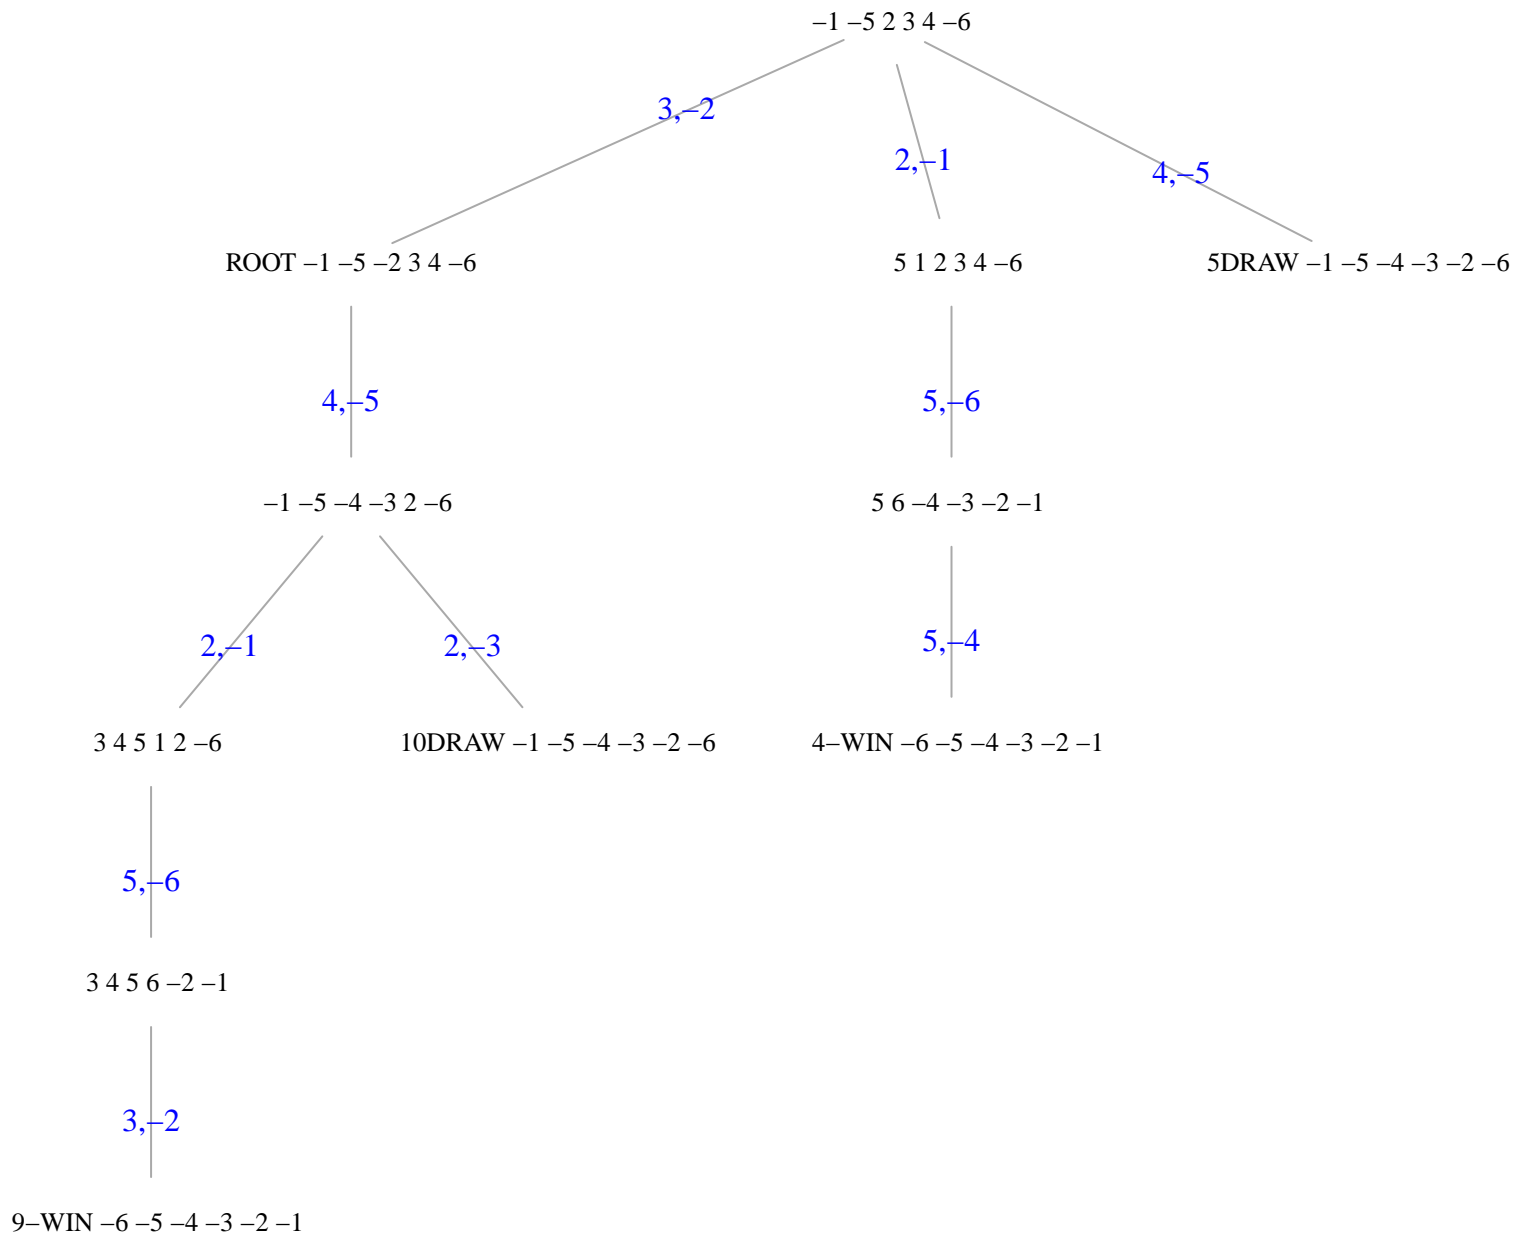 –1 –5 2 3 4 –6
3,–2
2,–1
4,–5
ROOT –1 –5 –2 3 4 –6
5 1 2 3 4 –6
5DRAW –1 –5 –4 –3 –2 –6
4,–5
5,–6
–1 –5 –4 –3 2 –6
5 6 –4 –3 –2 –1
2,–1
2,–3
5,–4
3 4 5 1 2 –6
10DRAW –1 –5 –4 –3 –2 –6
4–WIN –6 –5 –4 –3 –2 –1
5,–6
3 4 5 6 –2 –1
3,–2
9–WIN –6 –5 –4 –3 –2 –1